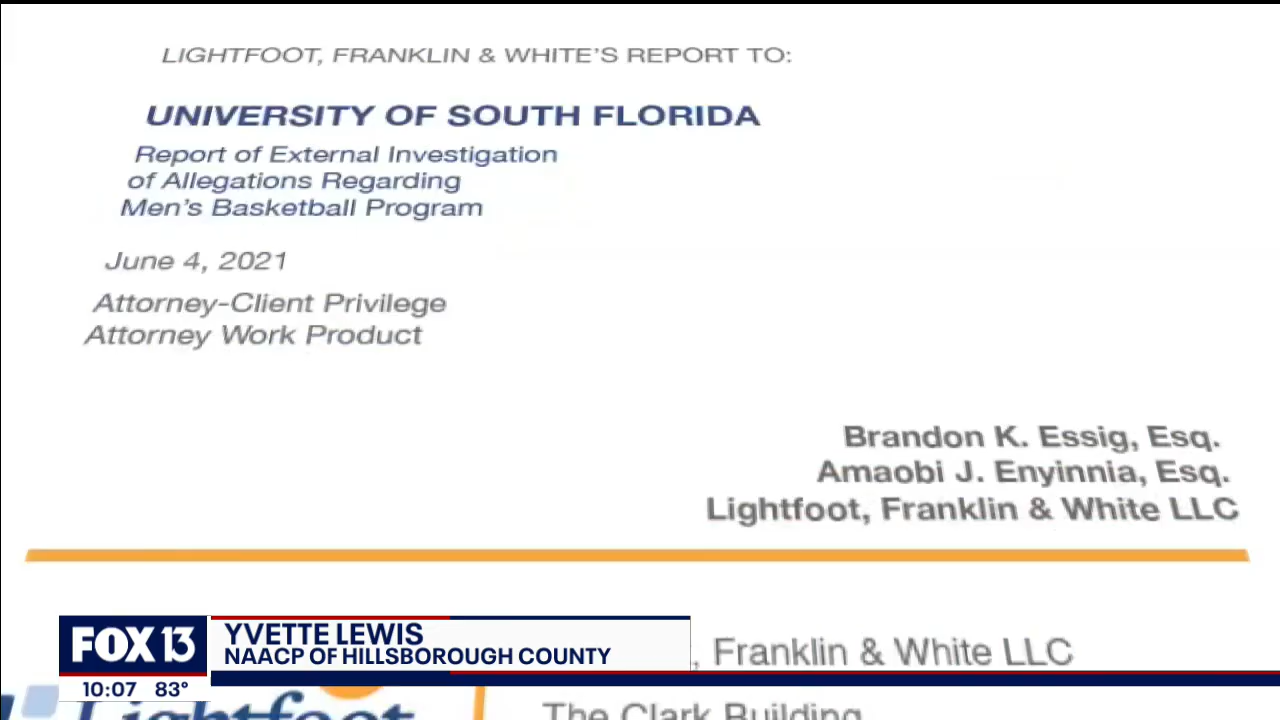 LIGHTFOOT, FRANKLIN & WHITE'S REPORT TO:
UNIVERSITY OF SOUTH FLORIDA
Report of External Investigation
of Allegations Regarding
Men's Basketball Program
June 4, 2021
Attorney-Client Privilege
Attorney Work Product
Brandon K. Essig, Esq.
Amaobi J. Enyinnia, Esq.
Lightfoot, Franklin & White LLC
, Franklin & White LLC
The Clark Building
Lightfoot
FOX 13
YVETTE LEWIS
NAACP OF HILLSBOROUGH COUNTY
10:07 83°